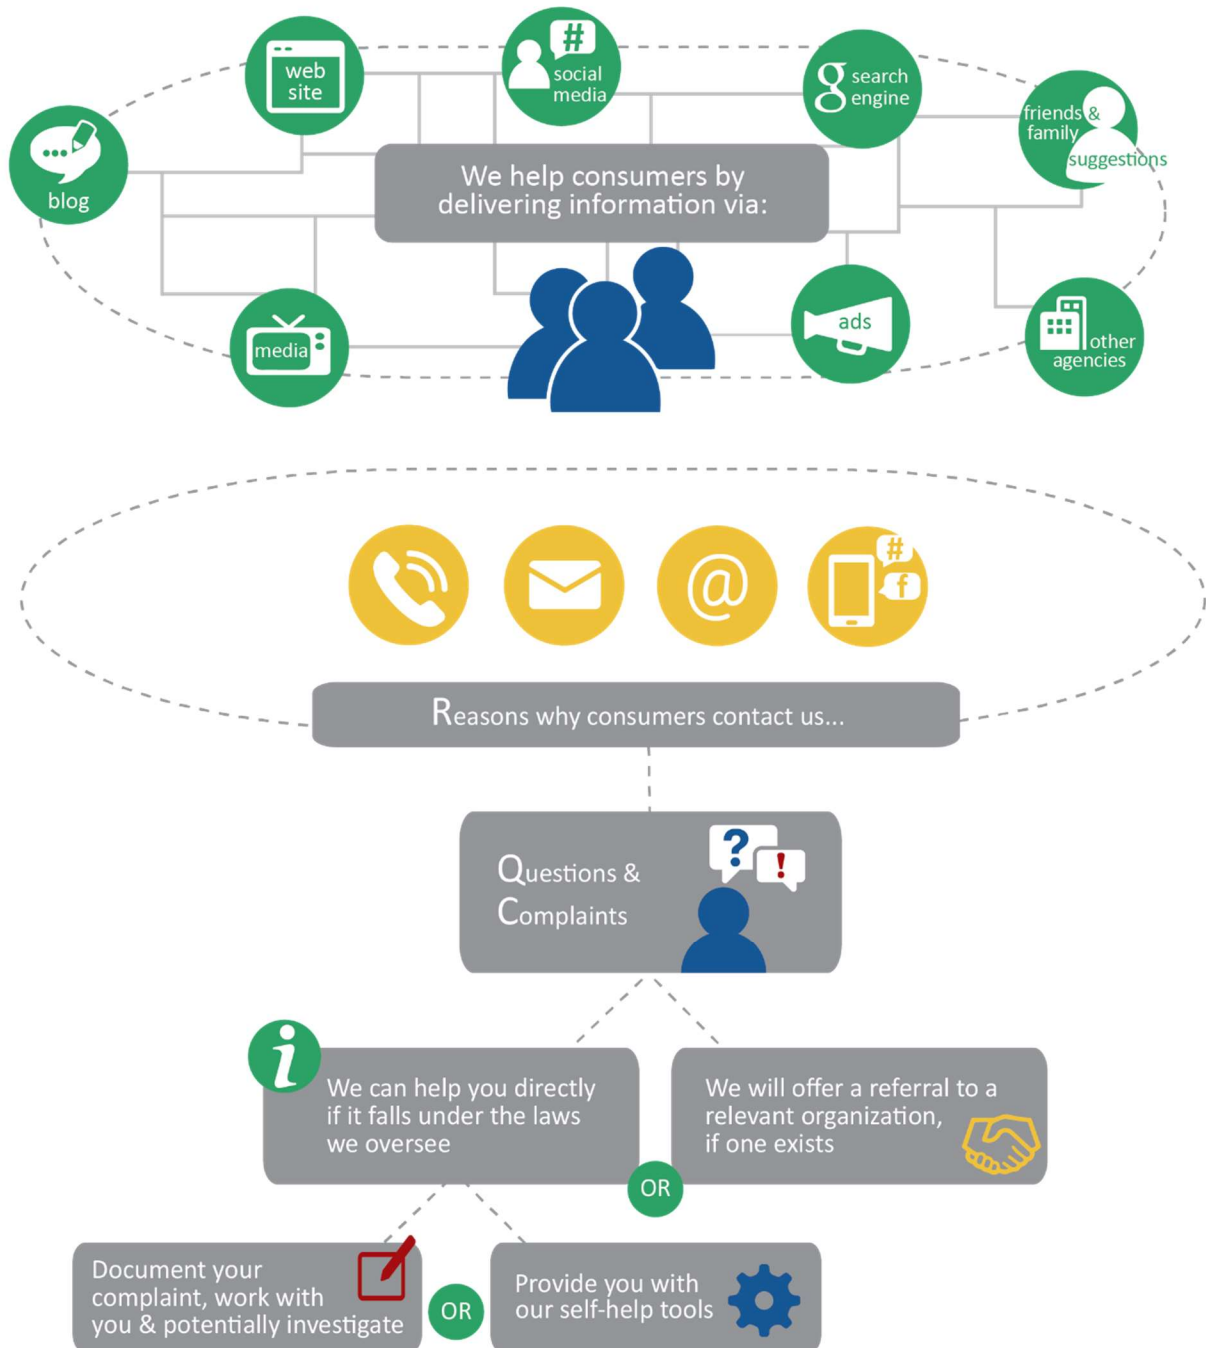 web
site
#
social
media
g search
engine
friends &
family
suggestions
blog
We help consumers by
delivering information via:
media
ads
other
agencies
@
#
f
Reasons why consumers contact us...
? !
Questions &
Complaints
i
We can help you directly
if it falls under the laws
we oversee
We will offer a referral to a
relevant organization,
if one exists
OR
Document your
complaint, work with
you & potentially investigate
OR
Provide you with
our self-help tools